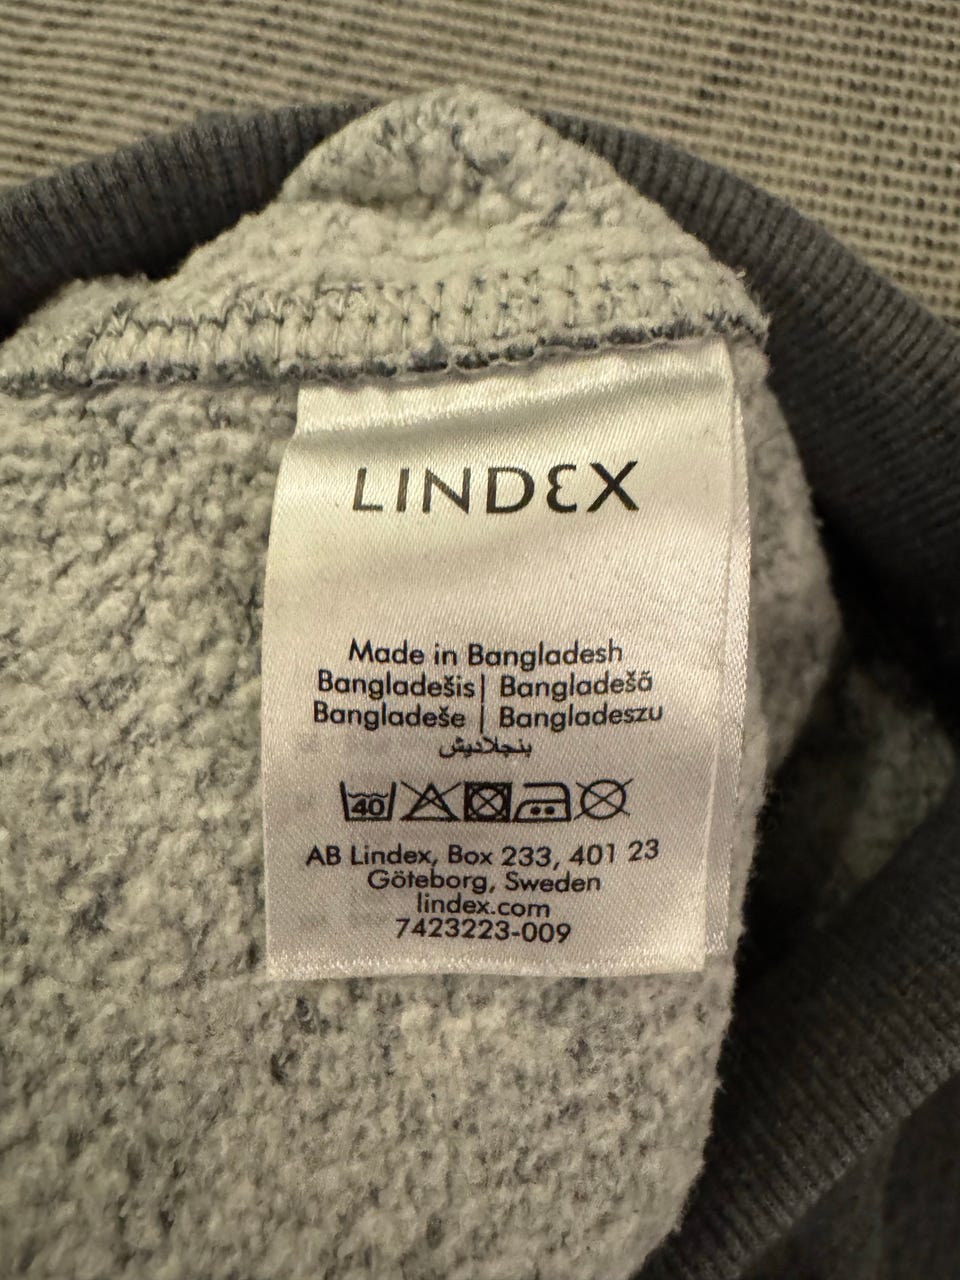 LINDEX
Made in Bangladesh
Bangladešis| Bangladešā
Bangladeše | Bangladeszu
بنجلاديش
40
AB Lindex, Box 233, 401 23
Göteborg, Sweden
lindex.com
7423223-009